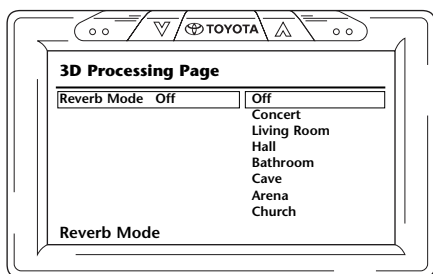 TOYOTA
3D Processing Page
Reverb Mode Off
Off
Concert
Living Room
Hall
Bathroom
Cave
Arena
Church
Reverb Mode